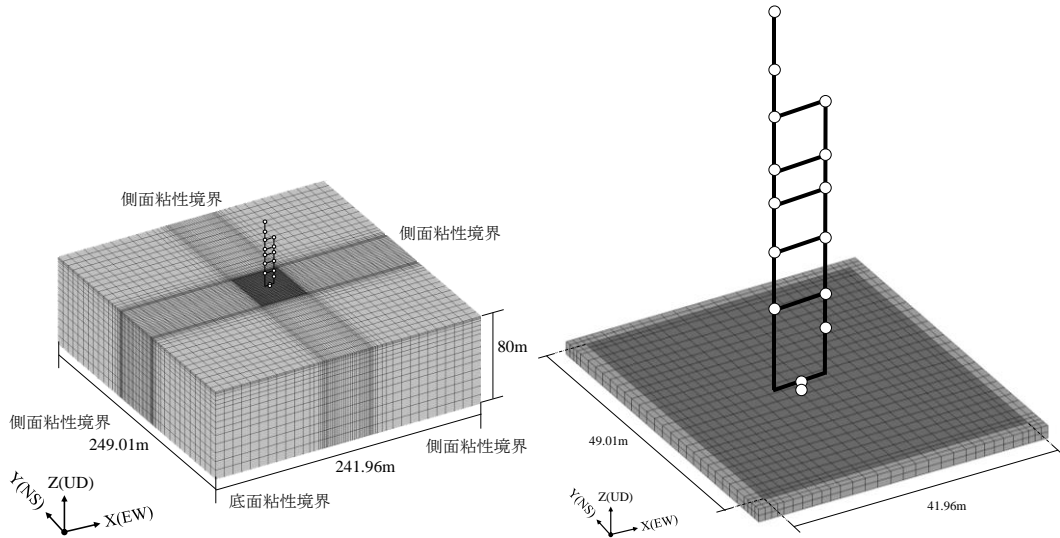 側面粘性境界
側面粘性境界
80m
側面粘性境界
249.01m
241.96m
側面粘性境界
底面粘性境界
Y(NS)
Z(UD)
X(EW)
49.01m
41.96m
Y(NS)
Z(UD)
X(EW)